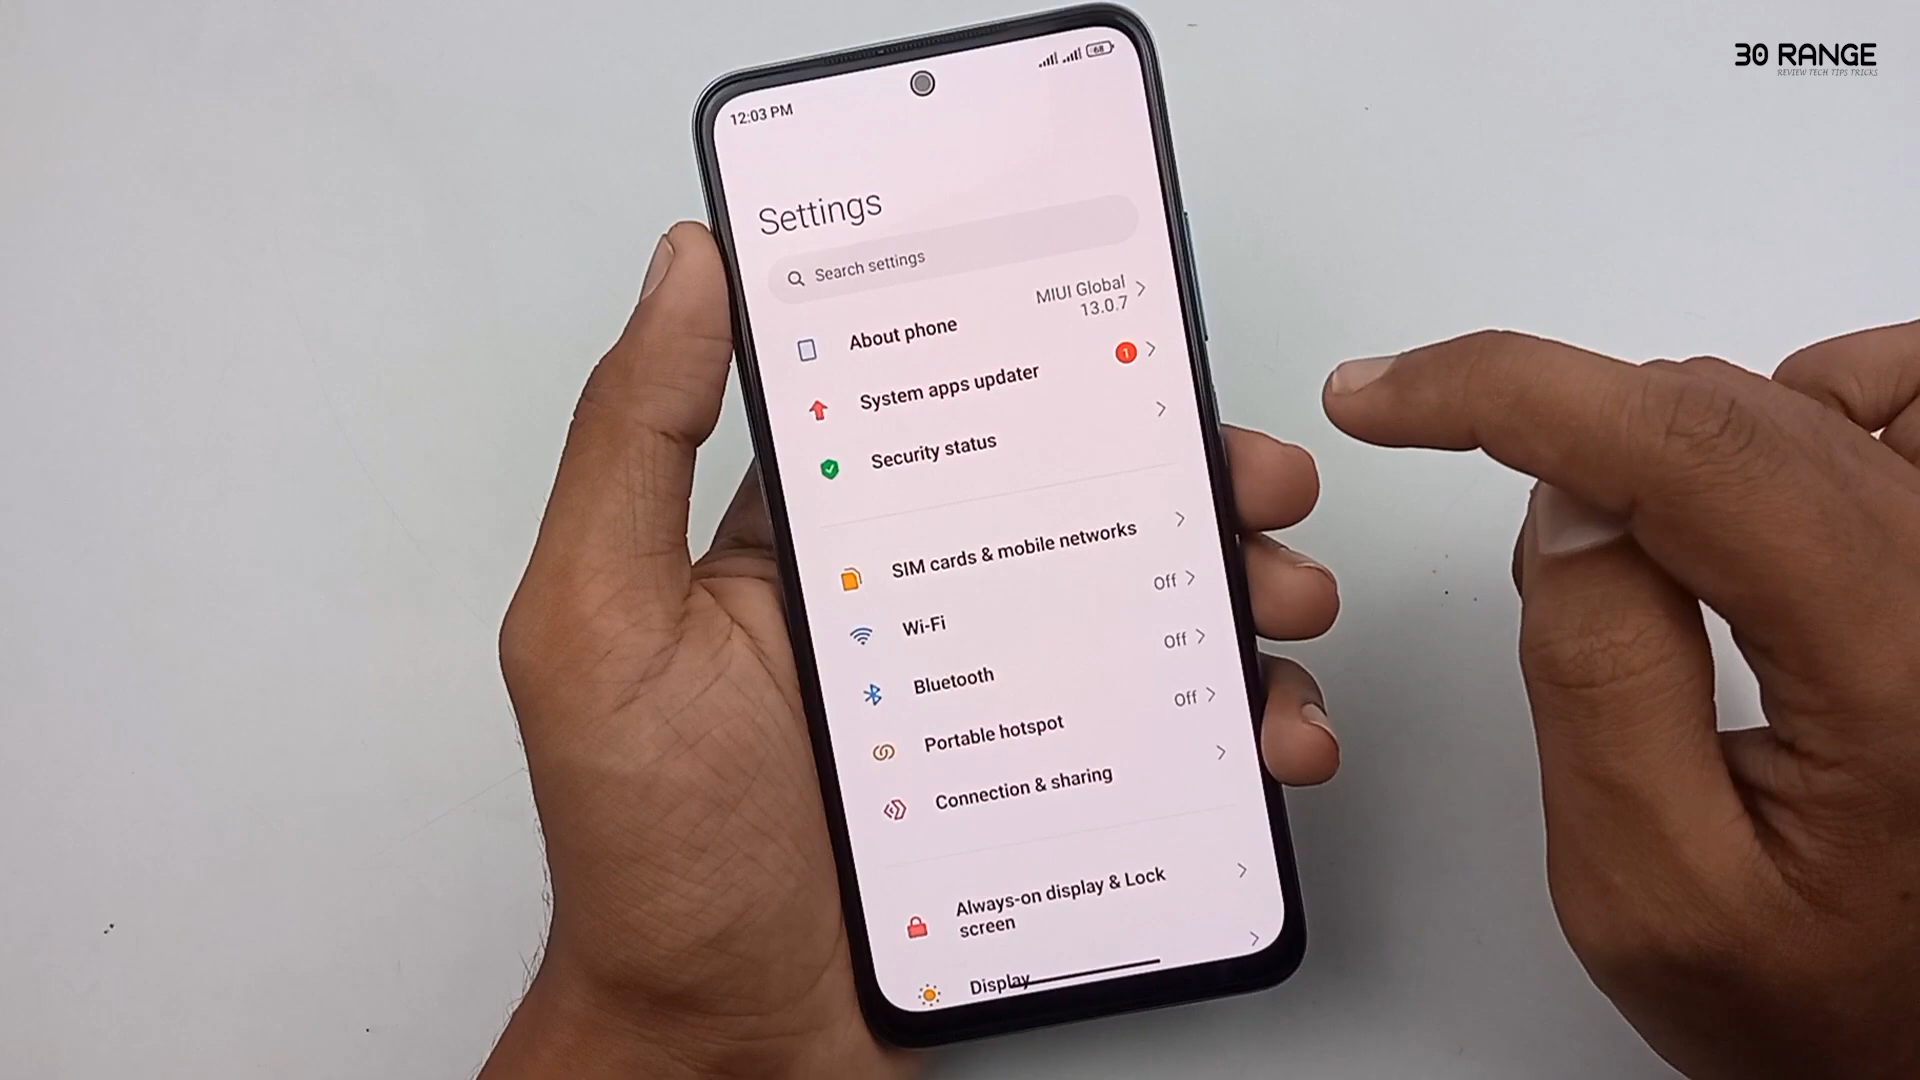 30 RANGE
REVIEW TECH TIPS TRICKS
68
12:03 PM
Settings
Search settings
About phone
MIUI Global
13.0.7
System apps updater
1
Security status
SIM cards & mobile networks
Wi-Fi
Off
Bluetooth
Off
Portable hotspot
Off
Connection & sharing
Always-on display & Lock
screen
Display